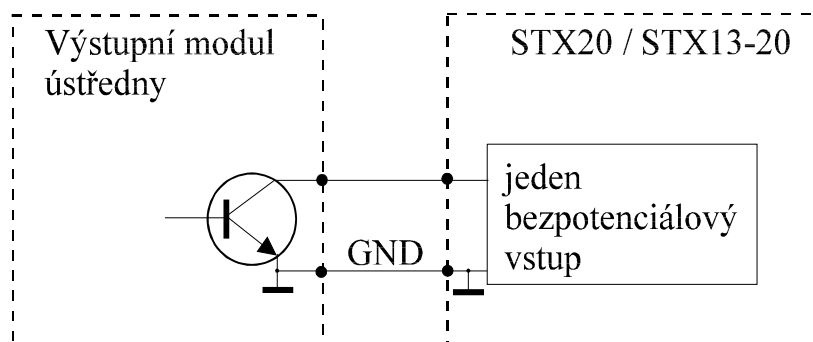 Výstupní modul
ústředny
STX20 / STX13-20
jeden
bezpotenciálový
vstup
GND